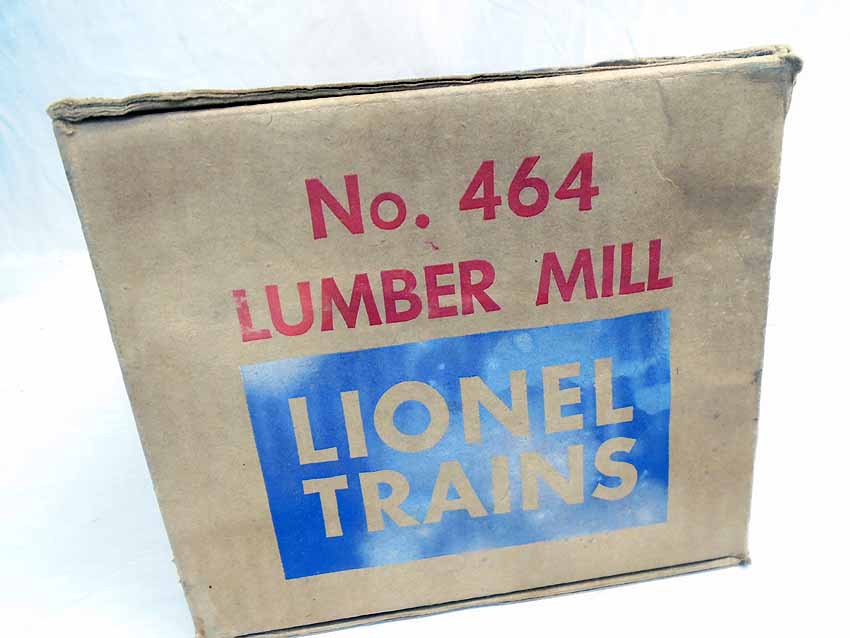 No. 464
LUMBER MILL
LIONEL
TRAINS